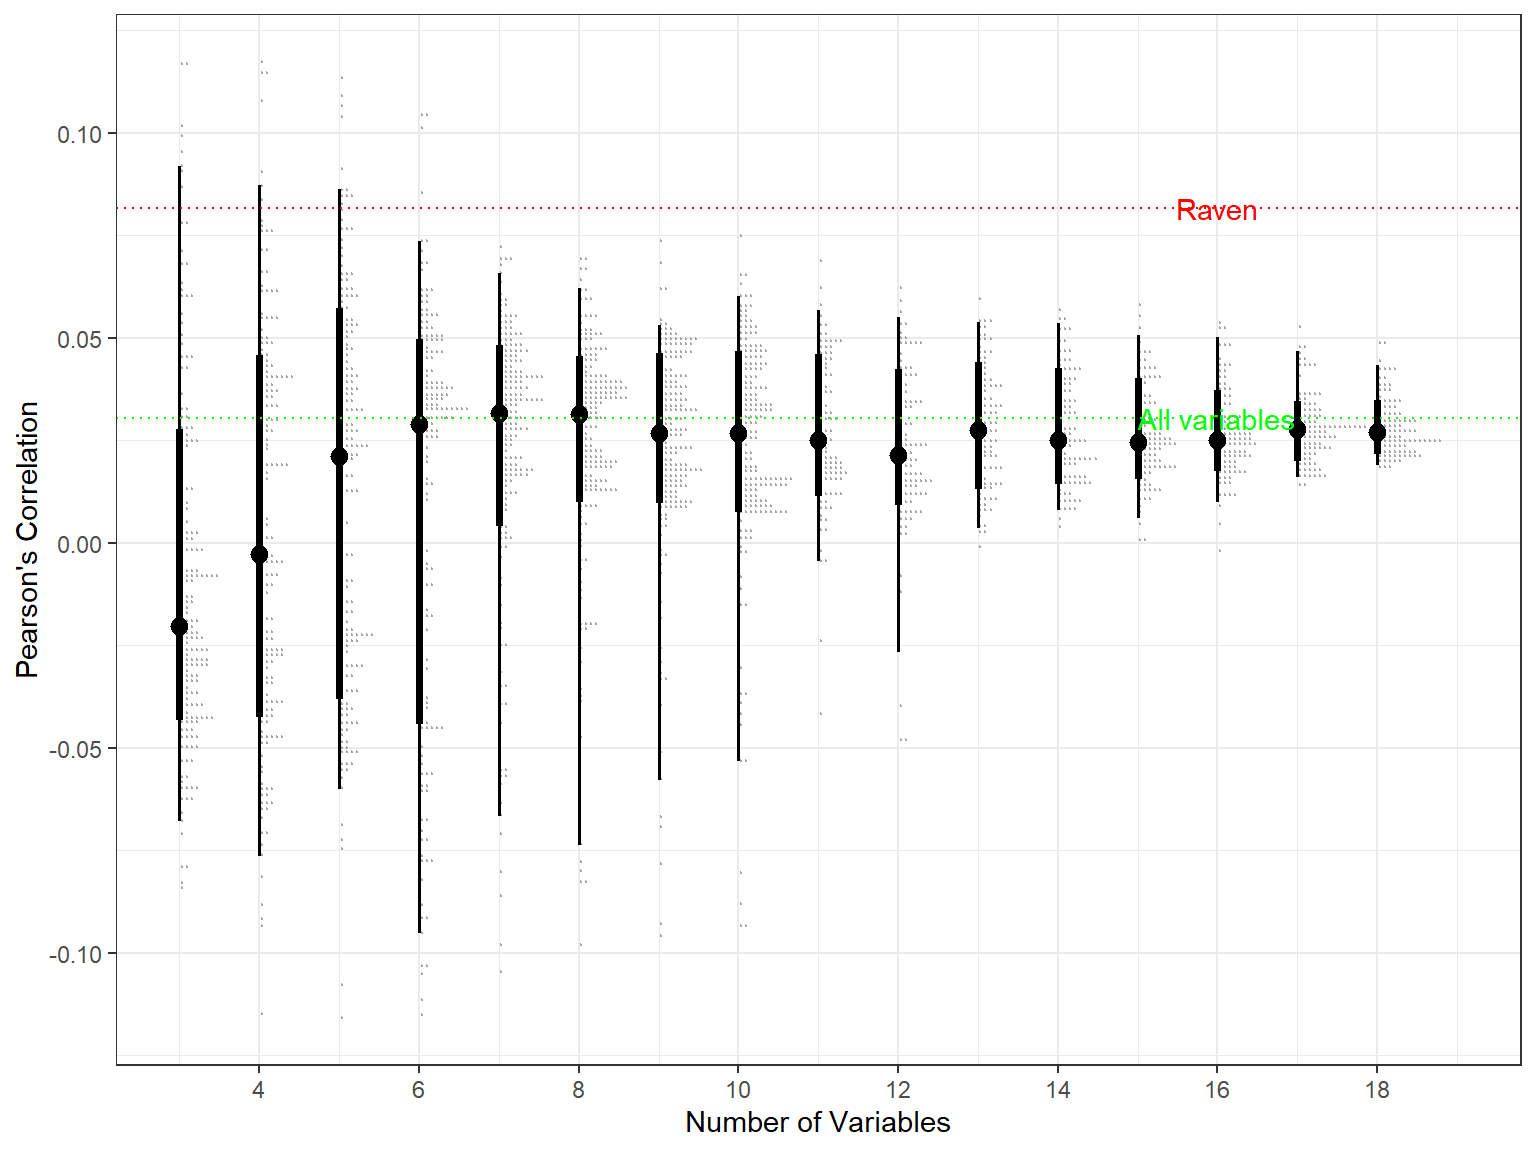 Pearson's Correlation
0.10
0.05
0.00
-0.05
-0.10
Raven
All variables
4 6 8 10 12 14 16 18
Number of Variables